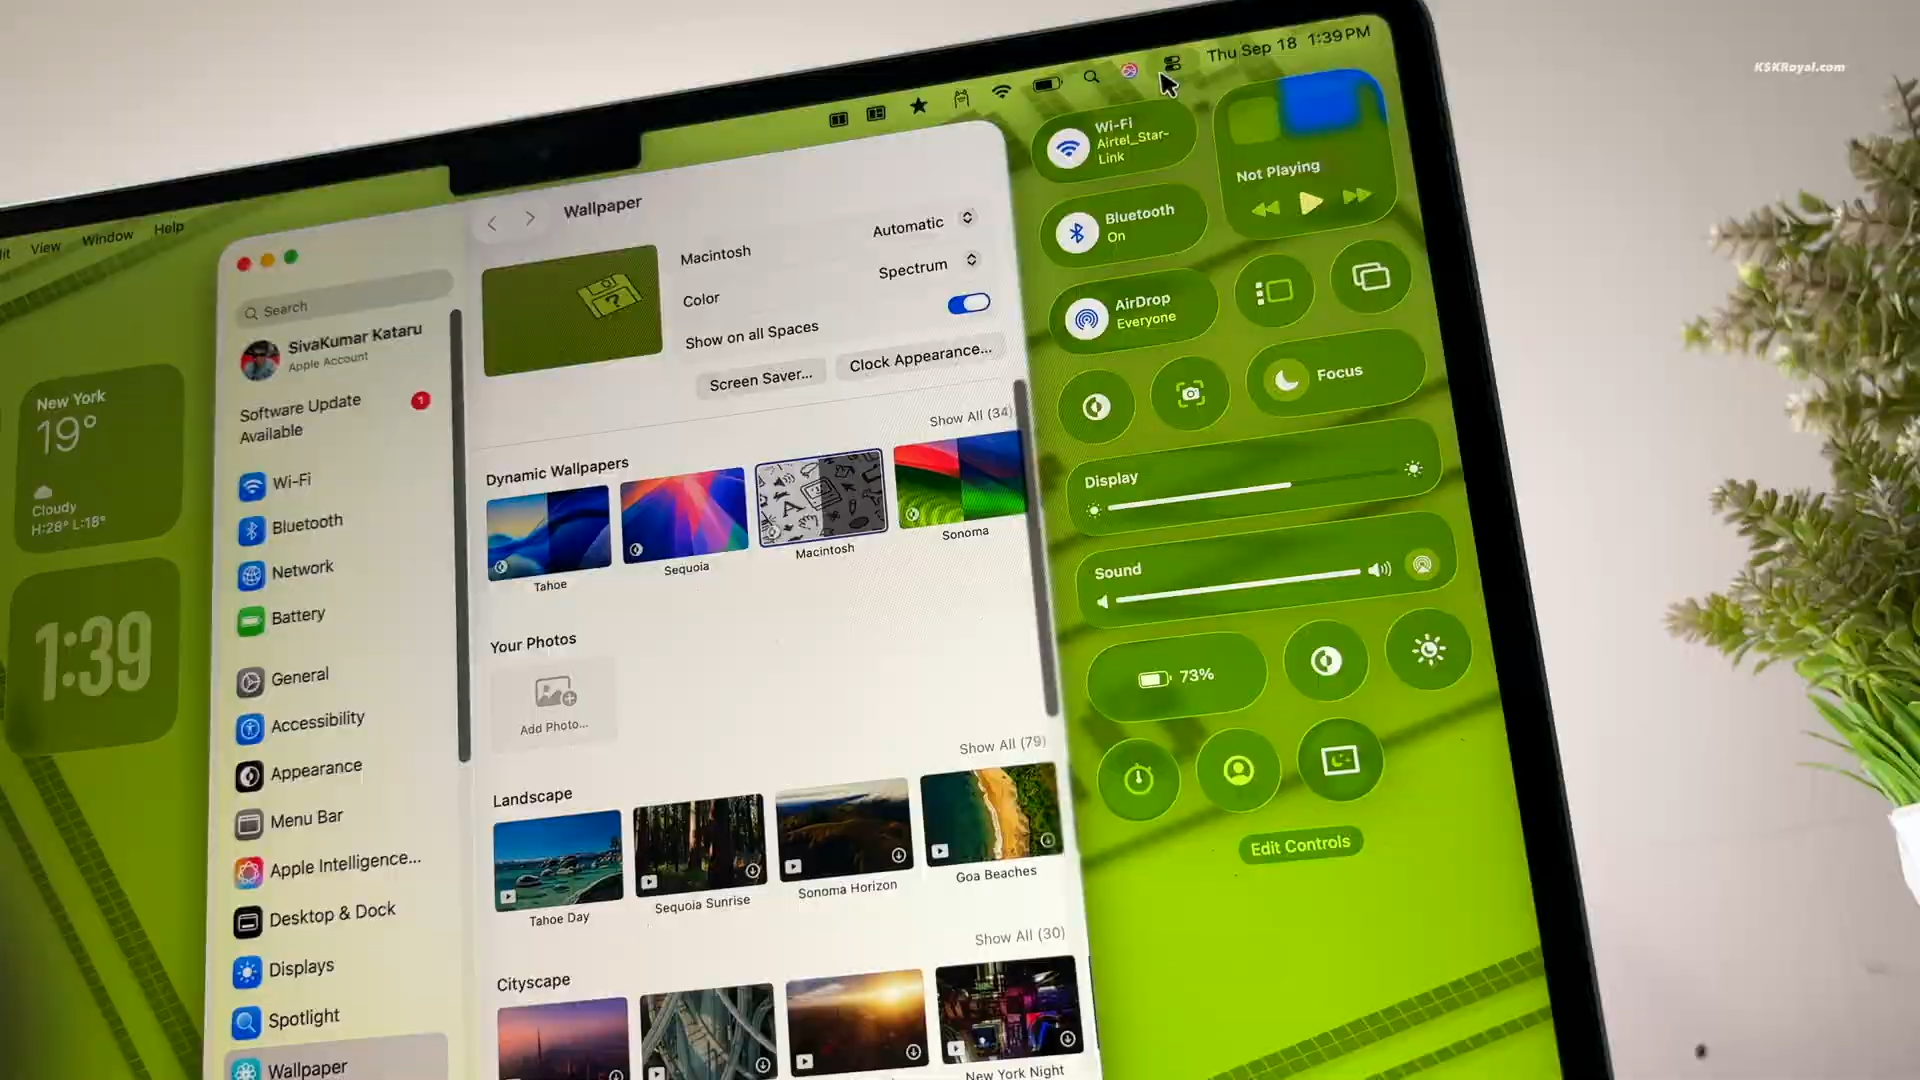 KSKRoyal.com
Thu Sep 18 1:39 PM
View
Window
Help
New York
19°
Cloudy
H:28° L:18°
1:39
Search
SivaKumar Kataru
Apple Account
Software Update
Available
1
Wi-Fi
Bluetooth
Network
Battery
General
Accessibility
Appearance
Menu Bar
Apple Intelligence...
Desktop & Dock
Displays
Spotlight
Wallpaper
Wallpaper
Macintosh
Automatic
Color
Spectrum
Show on all Spaces
Screen Saver...
Clock Appearance...
Show All (34)
Dynamic Wallpapers
Tahoe
Sequoia
Macintosh
Sonoma
Your Photos
Add Photo...
Show All (79)
Landscape
Tahoe Day
Sequoia Sunrise
Sonoma Horizon
Goa Beaches
Show All (30)
Cityscape
New York Night
Wi-Fi
Airtel_Star-
Link
Not Playing
Bluetooth
On
AirDrop
Everyone
Focus
Display
Sound
73%
Edit Controls